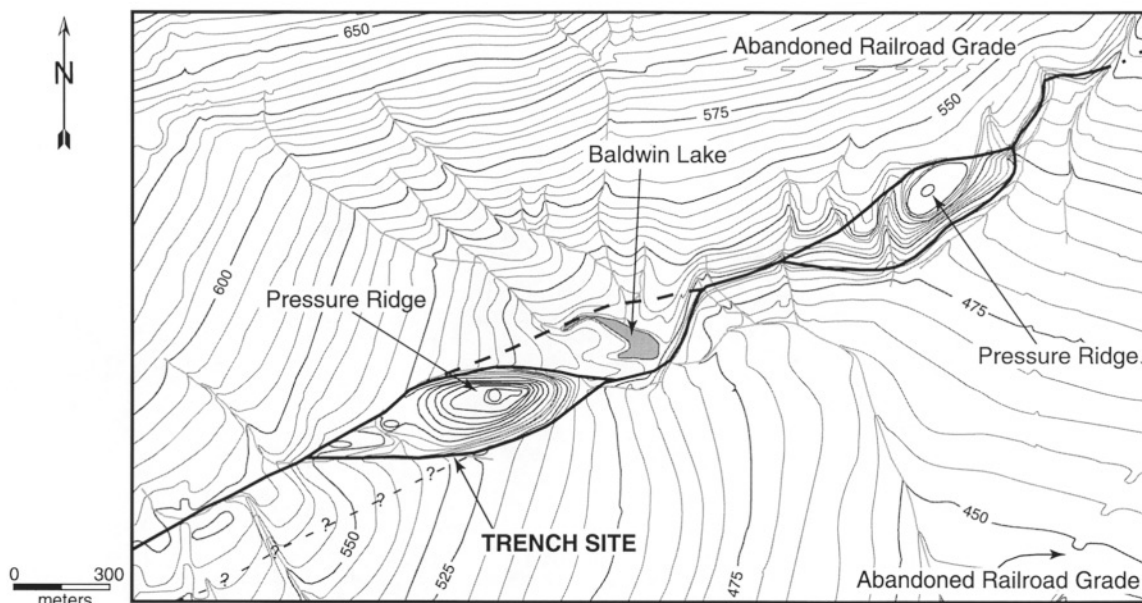 650
Abandoned Railroad Grade
N
575
550
Baldwin Lake
600
Pressure Ridge
475
Pressure Ridge
?
?
?
?
550
TRENCH SITE
525
475
450
0 300
meters
Abandoned Railroad Grade